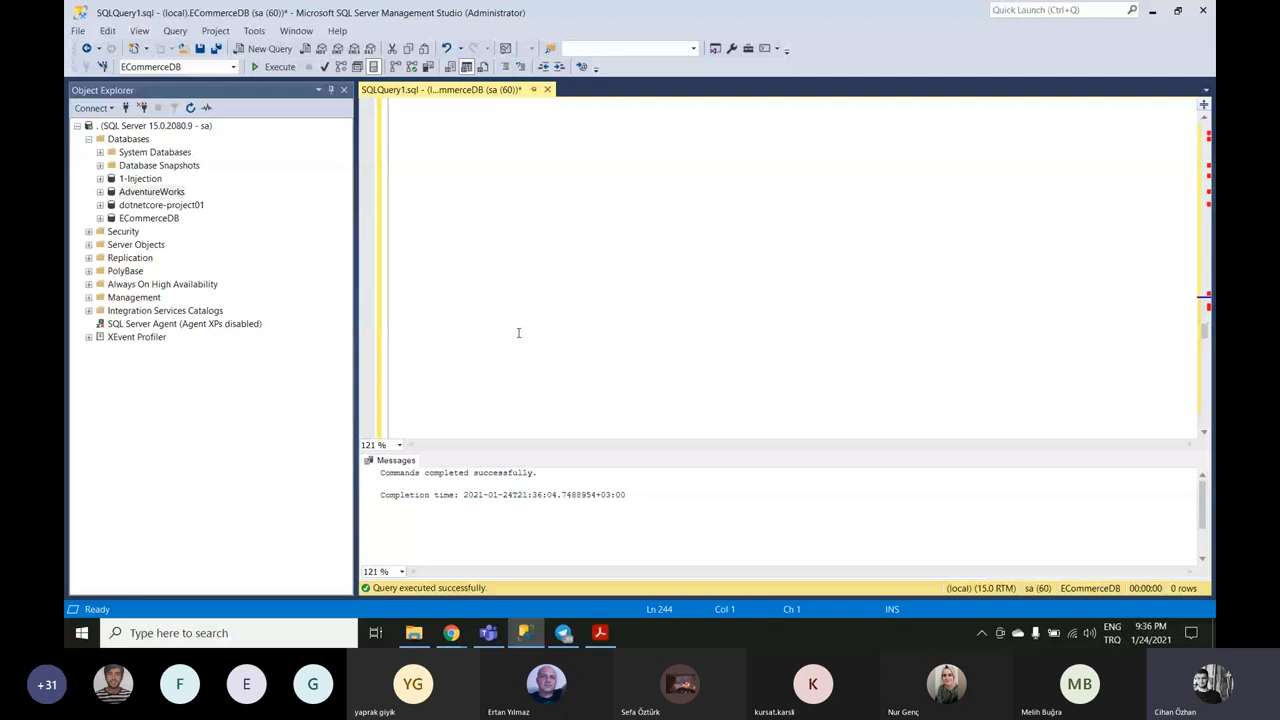 SQLQuery1.sql - (local).ECommerceDB (sa (60))* - Microsoft SQL Server Management Studio (Administrator)
Quick Launch (Ctrl+Q)
File Edit View Query Project Tools Window Help
New Query
ECommerceDB
Execute
Object Explorer
SQLQuery1.sql - (l...mmerceDB (sa (60))*
Connect
. (SQL Server 15.0.2080.9 - sa)
Databases
System Databases
Database Snapshots
1-Injection
AdventureWorks
dotnetcore-project01
ECommerceDB
Security
Server Objects
Replication
PolyBase
Always On High Availability
Management
Integration Services Catalogs
SQL Server Agent (Agent XPs disabled)
XEvent Profiler
121 %
Messages
Commands completed successfully.
Completion time: 2021-01-24T21:36:04.7488954+03:00
121 %
Query executed successfully.
(local) (15.0 RTM) sa (60) ECommerceDB 00:00:00 0 rows
Ready
Ln 244
Col 1
Ch 1
INS
Type here to search
ENG
TRQ
9:36 PM
1/24/2021
+31
F
E
G
YG
yaprak giyik
Ertan Yılmaz
Sefa Öztürk
K
kursat.karsli
Nur Genç
MB
Melih Buğra
Cihan Özhan